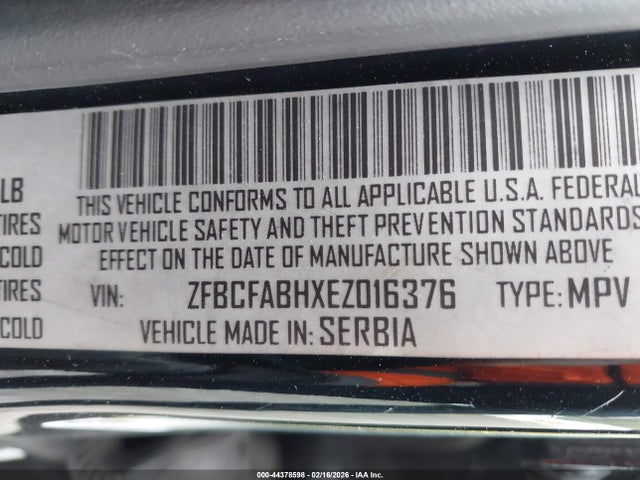 LB
THIS VEHICLE CONFORMS TO ALL APPLICABLE U.S.A. FEDERAL
TIRES
MOTOR VEHICLE SAFETY AND THEFT PREVENTION STANDARDS
COLD
EFFECT ON THE DATE OF MANUFACTURE SHOWN ABOVE
TIRES
VIN: ZFBCFABHXEZ016376 TYPE: MPV
COLD
VEHICLE MADE IN: SERBIA
000-44378598 - 02/16/2026 - IAA Inc.